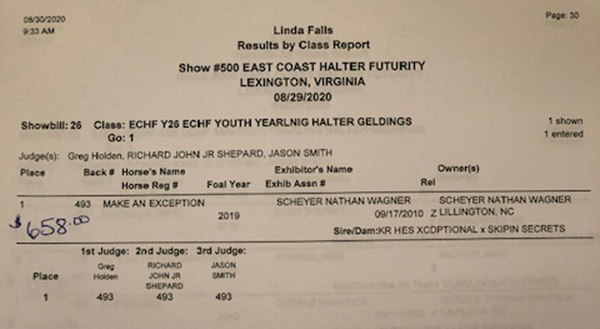 08/30/2020 Page: 30
9:33 AM
Linda Falls
Results by Class Report
Show #500 EAST COAST HALTER FUTURITY
LEXINGTON, VIRGINIA
08/29/2020
Showbill: 26 Class: ECHF Y26 ECHF YOUTH YEARLNIG HALTER GELDINGS 1 shown
Go: 1 1 entered
Judge(s): Greg Holden, RICHARD JOHN JR SHEPARD, JASON SMITH
Place Back # Horse's Name Exhibitor's Name Owner(s)
Horse Reg # Foal Year Exhib Assn # Rel
1 493 MAKE AN EXCEPTION SCHEYER NATHAN WAGNER SCHEYER NATHAN WAGNER
2019 09/17/2010 Z LILLINGTON, NC
$658.00
Sire/Dam:KR HES XCDPTIONAL x SKIPIN SECRETS
1st Judge: 2nd Judge: 3rd Judge:
Greg RICHARD JASON
Place Holden JOHN JR SMITH
SHEPARD
1 493 493 493